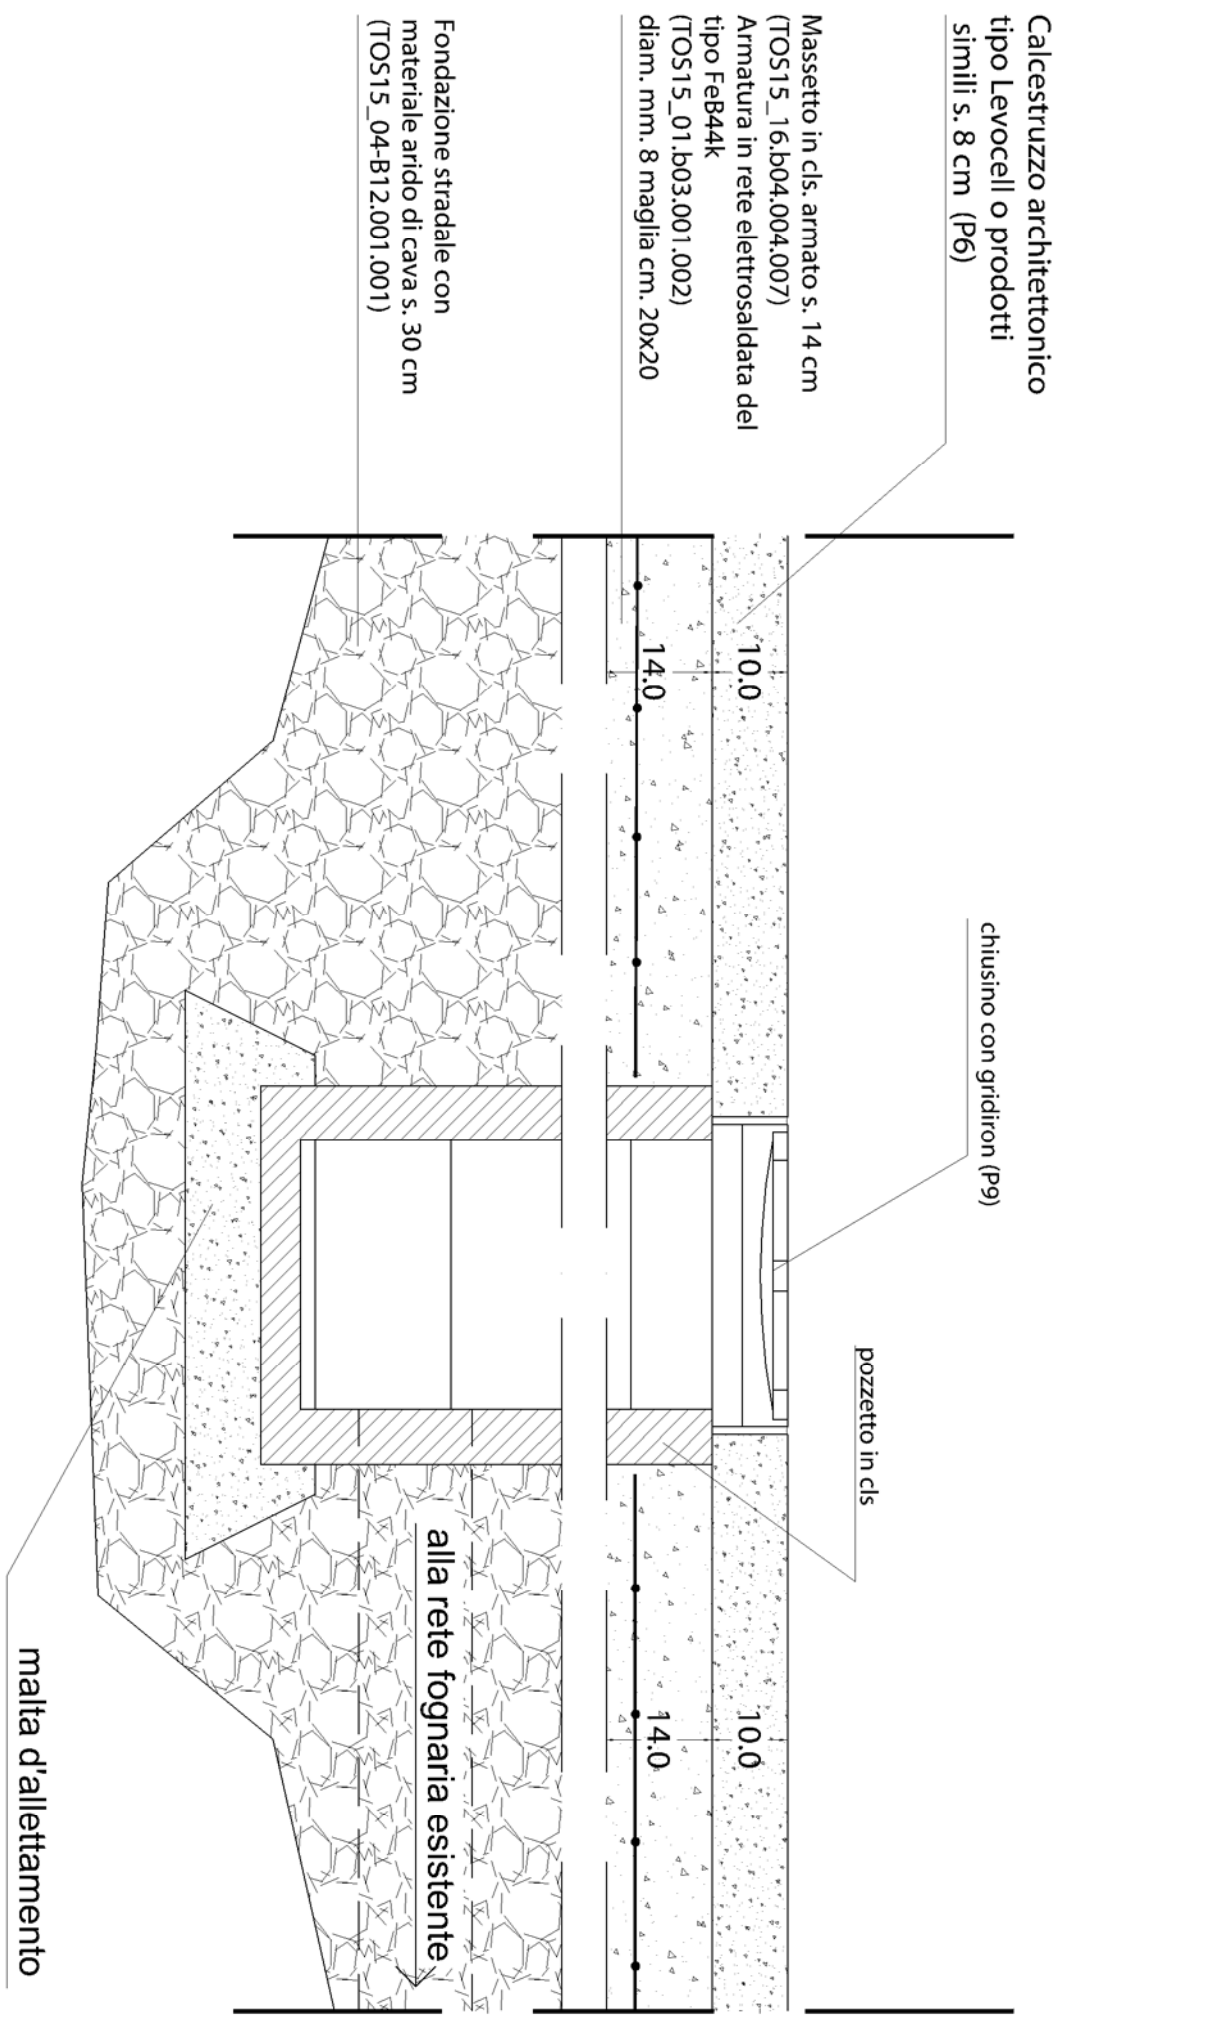 Calcestruzzo architettonico
tipo Levocell o prodotti
simili s. 8 cm (P6)
Massetto in cls. armato s. 14 cm
(TOS15_16.b04.004.007)
Armatura in rete elettrosaldata del
tipo FeB44k
(TOS15_01.b03.001.002)
diam. mm. 8 maglia cm. 20x20
Fondazione stradale con
materiale arido di cava s. 30 cm
(TOS15_04-B12.001.001)
10.0
14.0
chiusino con gridiron (P9)
pozzetto in cls
10.0
14.0
alla rete fognaria esistente
malta d'allettamento